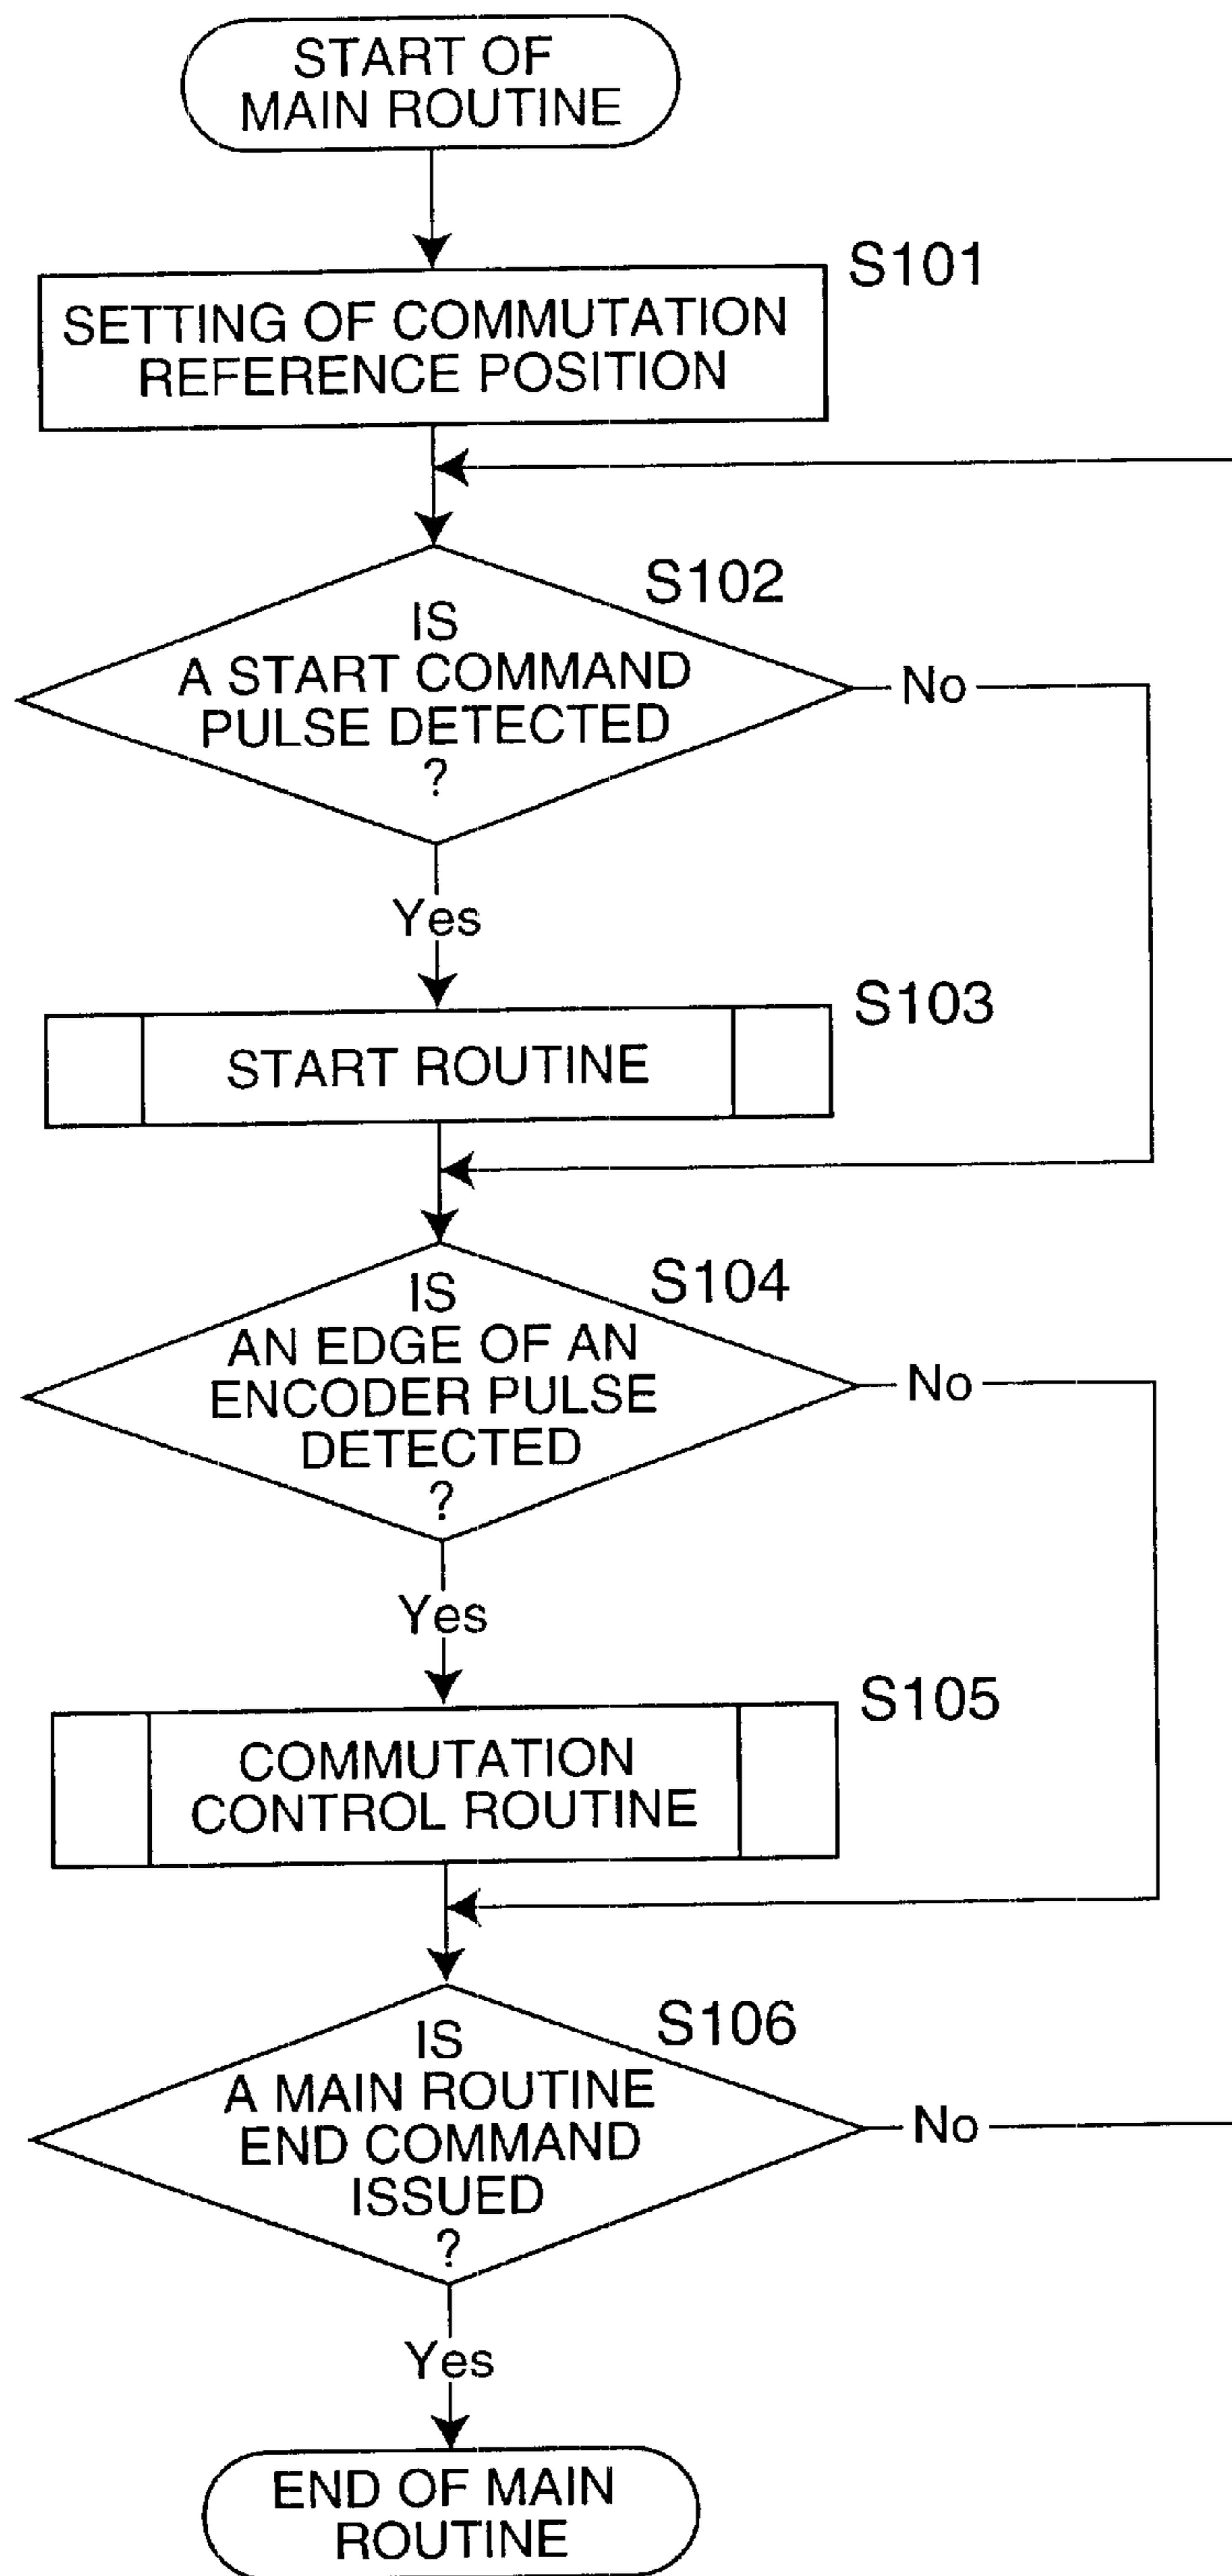 START OF
MAIN ROUTINE
S101
SETTING OF COMMUTATION
REFERENCE POSITION
S102
IS
A START COMMAND
PULSE DETECTED
?
No
Yes
S103
START ROUTINE
S104
IS
AN EDGE OF AN
ENCODER PULSE
DETECTED
?
No
Yes
S105
COMMUTATION
CONTROL ROUTINE
S106
IS
A MAIN ROUTINE
END COMMAND
ISSUED
?
No
Yes
END OF MAIN
ROUTINE